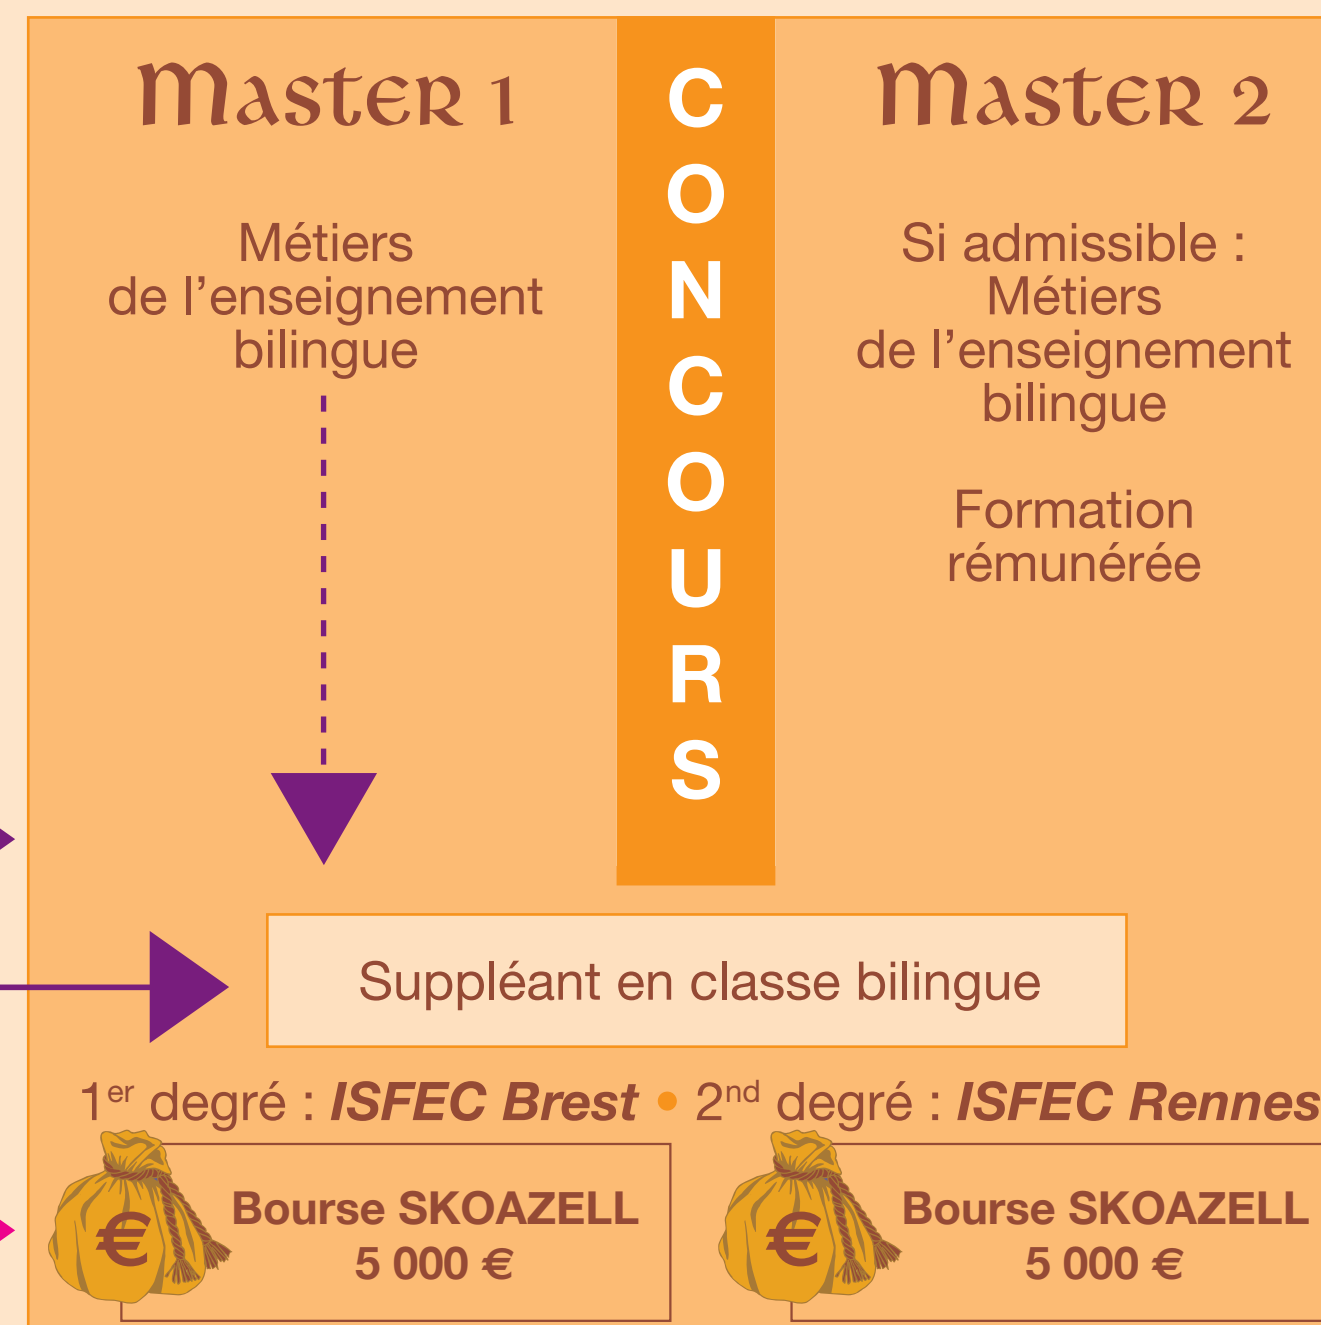 Master 1
Métiers
de l’enseignement
bilingue
CONCOURS
Master 2
Si admissible :
Métiers
de l’enseignement
bilingue
Formation
rémunérée
Suppléant en classe bilingue
1er degré : ISFEC Brest • 2nd degré : ISFEC Rennes
€
Bourse SKOAZELL
5 000 €
€
Bourse SKOAZELL
5 000 €